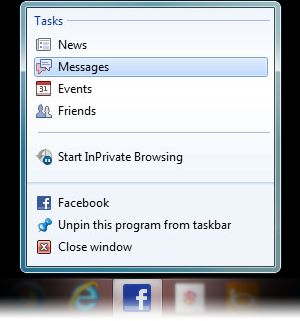 Tasks
News
Messages
31
Events
Friends
Start InPrivate Browsing
f
Facebook
Unpin this program from taskbar
Close window
f